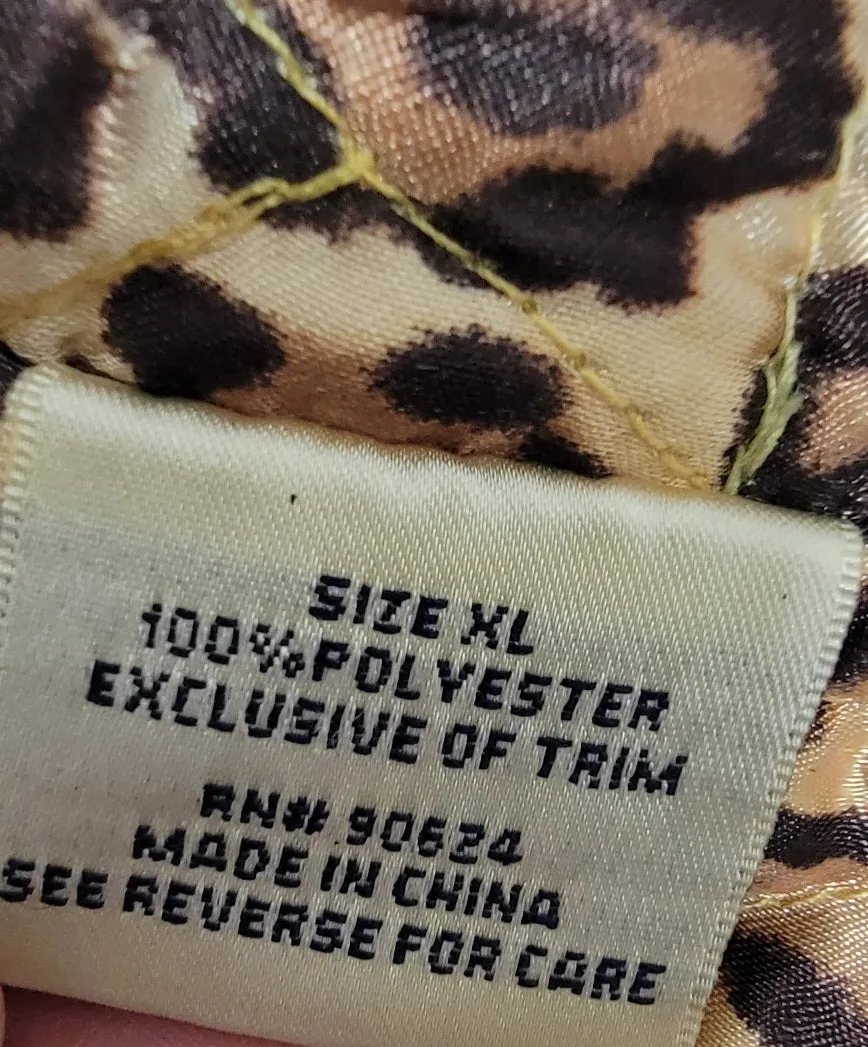 SIZE XL
100%POLYESTER
EXCLUSIVE OF TRIM
RN# 90624
MADE IN CHINA
SEE REVERSE FOR CARE